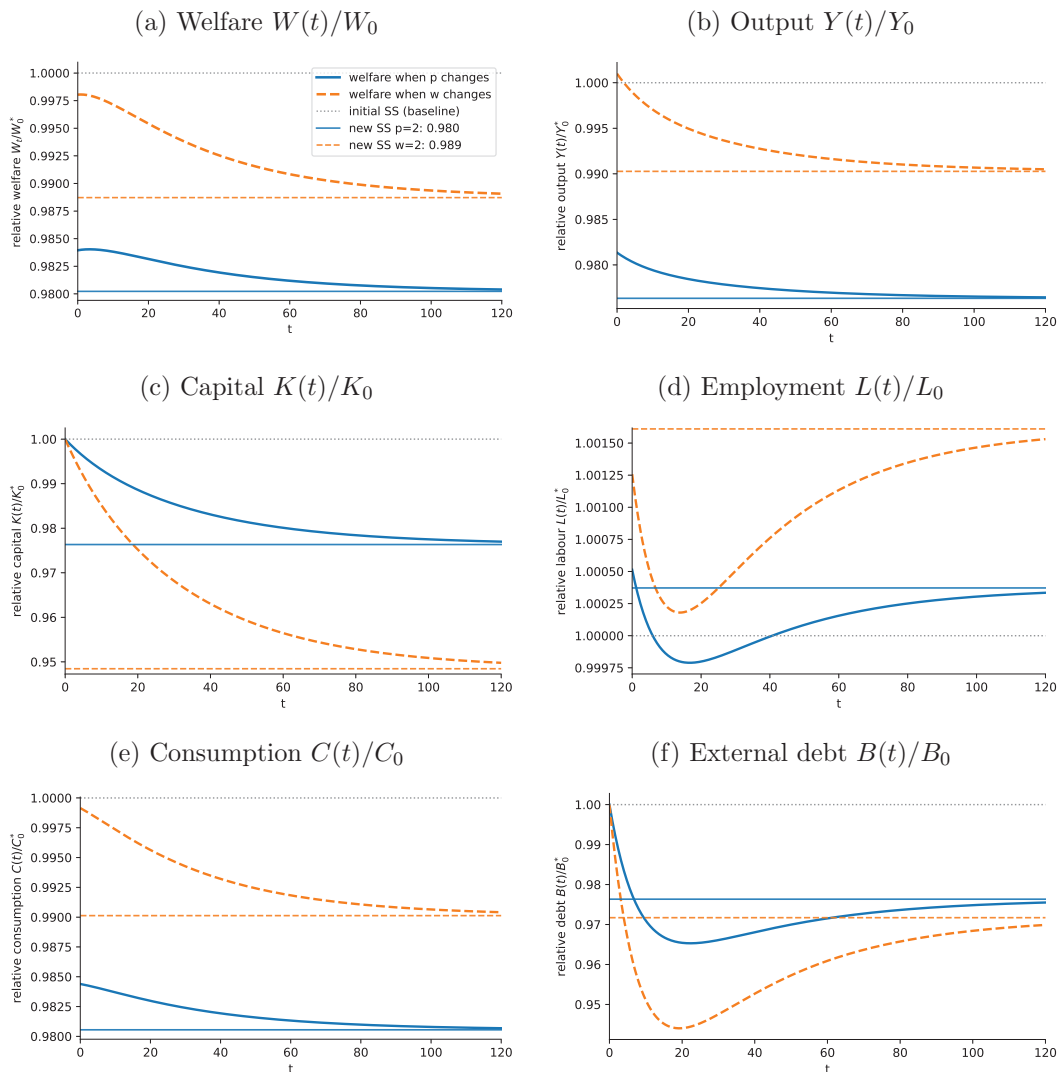 (a) Welfare W(t)/W₀
(b) Output Y(t)/Y₀
1.0000
0.9975
0.9950
0.9925
0.9900
0.9875
0.9850
0.9825
0.9800
relative welfare Wₜ/W₀*
welfare when p changes
welfare when w changes
initial SS (baseline)
new SS p=2: 0.980
new SS w=2: 0.989
0 20 40 60 80 100 120
t
1.000
0.995
0.990
0.985
0.980
relative output Y(t)/Y₀*
0 20 40 60 80 100 120
t
(c) Capital K(t)/K₀
(d) Employment L(t)/L₀
1.00
0.99
0.98
0.97
0.96
0.95
relative capital K(t)/K₀*
0 20 40 60 80 100 120
t
1.00150
1.00125
1.00100
1.00075
1.00050
1.00025
1.00000
0.99975
relative labour L(t)/L₀*
0 20 40 60 80 100 120
t
(e) Consumption C(t)/C₀
(f) External debt B(t)/B₀
1.0000
0.9975
0.9950
0.9925
0.9900
0.9875
0.9850
0.9825
0.9800
relative consumption C(t)/C₀*
0 20 40 60 80 100 120
t
1.00
0.99
0.98
0.97
0.96
0.95
relative debt B(t)/B₀*
0 20 40 60 80 100 120
t